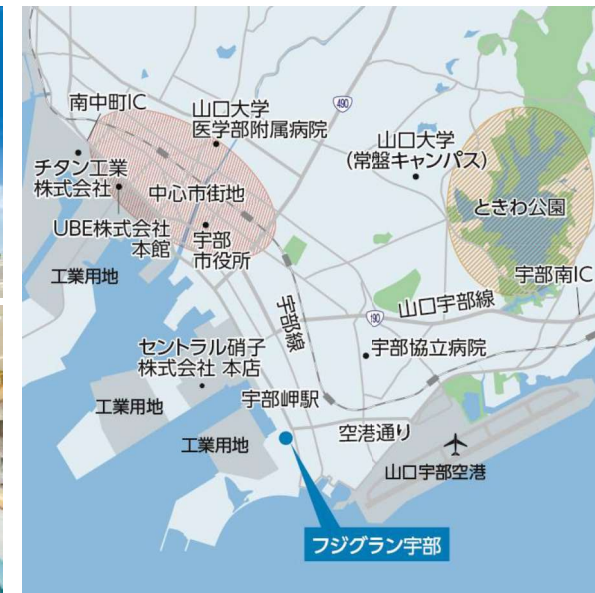 南中町IC
山口大学
医学部附属病院
490
山口大学
(常盤キャンパス)
チタン工業
株式会社
中心市街地
ときわ公園
UBE株式会社
本館
宇部
市役所
工業用地
宇部南IC
山口宇部線
190
宇部線
セントラル硝子
株式会社 本店
宇部協立病院
宇部岬駅
工業用地
空港通り
工業用地
山口宇部空港
フジグラン宇部